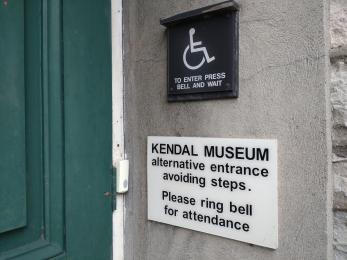 TO ENTER PRESS
BELL AND WAIT
KENDAL MUSEUM
alternative entrance
avoiding steps.
Please ring bell
for attendance